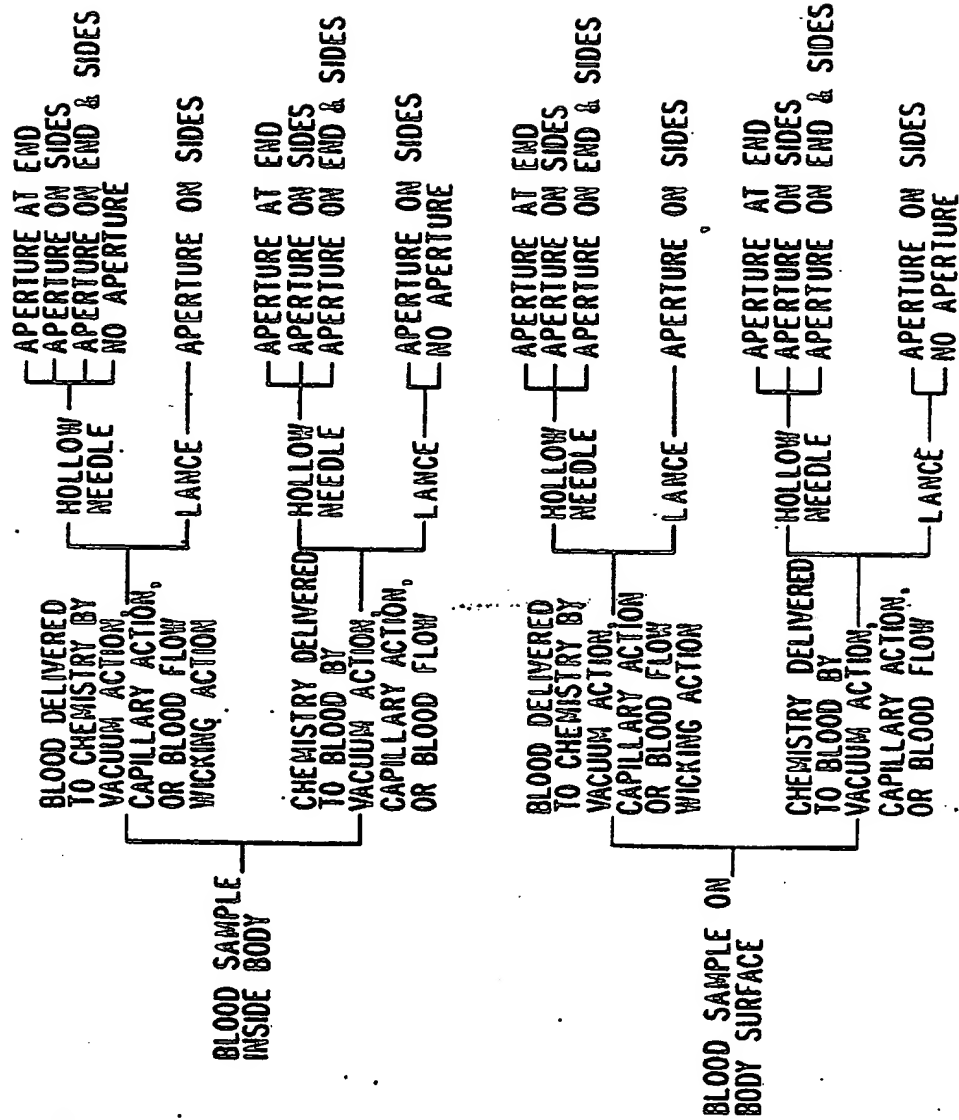 BLOOD SAMPLE
INSIDE BODY
BLOOD DELIVERED
TO CHEMISTRY BY
VACUUM ACTION,
CAPILLARY ACTION,
OR BLOOD FLOW
WICKING ACTION
HOLLOW
NEEDLE
APERTURE AT END
APERTURE ON SIDES
APERTURE ON END & SIDES
NO APERTURE
LANCE
APERTURE ON SIDES
CHEMISTRY DELIVERED
TO BLOOD BY
VACUUM ACTION,
CAPILLARY ACTION,
OR BLOOD FLOW
HOLLOW
NEEDLE
APERTURE AT END
APERTURE ON SIDES
APERTURE ON END & SIDES
LANCE
APERTURE ON SIDES
NO APERTURE
BLOOD SAMPLE ON
BODY SURFACE
BLOOD DELIVERED
TO CHEMISTRY BY
VACUUM ACTION,
CAPILLARY ACTION,
OR BLOOD FLOW
WICKING ACTION
HOLLOW
NEEDLE
APERTURE AT END
APERTURE ON SIDES
APERTURE ON END & SIDES
LANCE
APERTURE ON SIDES
CHEMISTRY DELIVERED
TO BLOOD BY
VACUUM ACTION,
CAPILLARY ACTION,
OR BLOOD FLOW
HOLLOW
NEEDLE
APERTURE AT END
APERTURE ON SIDES
APERTURE ON END & SIDES
LANCE
APERTURE ON SIDES
NO APERTURE